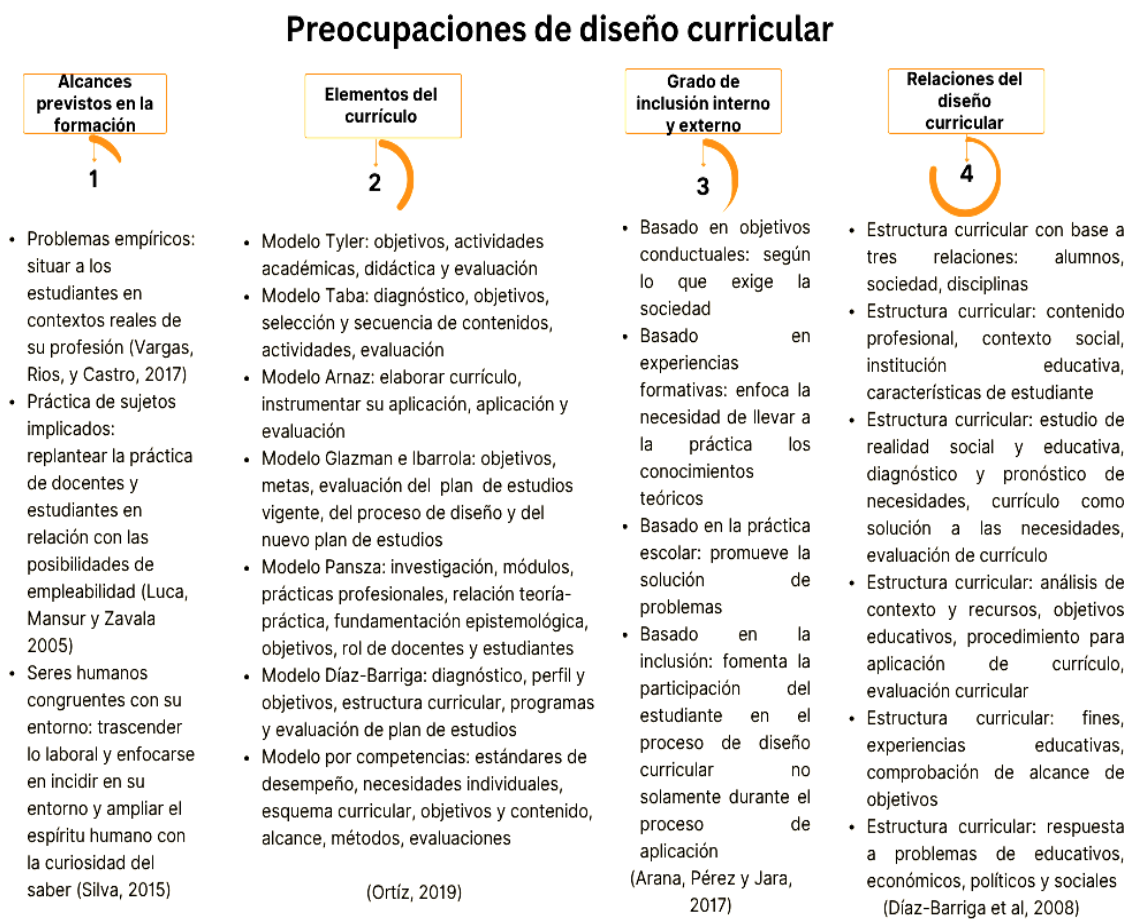 Preocupaciones de diseño curricular
Alcances
previstos en la
formación
1
• Problemas empíricos:
situar a los
estudiantes en
contextos reales de
su profesión (Vargas,
Rios, y Castro, 2017)
• Práctica de sujetos
implicados:
replantear la práctica
de docentes y
estudiantes en
relación con las
posibilidades de
empleabilidad (Luca,
Mansur y Zavala
2005)
• Seres humanos
congruentes con su
entorno: trascender
lo laboral y enfocarse
en incidir en su
entorno y ampliar el
espíritu humano con
la curiosidad del
saber (Silva, 2015)
Elementos del
currículo
2
• Modelo Tyler: objetivos, actividades
académicas, didáctica y evaluación
• Modelo Taba: diagnóstico, objetivos,
selección y secuencia de contenidos,
actividades, evaluación
• Modelo Arnaz: elaborar currículo,
instrumentar su aplicación, aplicación y
evaluación
• Modelo Glazman e Ibarrola: objetivos,
metas, evaluación del plan de estudios
vigente, del proceso de diseño y del
nuevo plan de estudios
• Modelo Pansza: investigación, módulos,
prácticas profesionales, relación teoría-
práctica, fundamentación epistemológica,
objetivos, rol de docentes y estudiantes
• Modelo Díaz-Barriga: diagnóstico, perfil y
objetivos, estructura curricular, programas
y evaluación de plan de estudios
• Modelo por competencias: estándares de
desempeño, necesidades individuales,
esquema curricular, objetivos y contenido,
alcance, métodos, evaluaciones
(Ortíz, 2019)
Grado de
inclusión interno
y externo
3
• Basado en objetivos
conductuales: según
lo que exige la
sociedad
• Basado en
experiencias
formativas: enfoca la
necesidad de llevar a
la práctica los
conocimientos
teóricos
• Basado en la práctica
escolar: promueve la
solución de
problemas
• Basado en la
inclusión: fomenta la
participación del
estudiante en el
proceso de diseño
curricular no
solamente durante el
proceso de
aplicación
(Arana, Pérez y Jara,
2017)
Relaciones del
diseño
curricular
4
• Estructura curricular con base a
tres relaciones: alumnos,
sociedad, disciplinas
• Estructura curricular: contenido
profesional, contexto social,
institución educativa,
características de estudiante
• Estructura curricular: estudio de
realidad social y educativa,
diagnóstico y pronóstico de
necesidades, currículo como
solución a las necesidades,
evaluación de currículo
• Estructura curricular: análisis de
contexto y recursos, objetivos
educativos, procedimiento para
aplicación de currículo,
evaluación curricular
• Estructura curricular: fines,
experiencias educativas,
comprobación de alcance de
objetivos
• Estructura curricular: respuesta
a problemas de educativos,
económicos, políticos y sociales
(Díaz-Barriga et al, 2008)